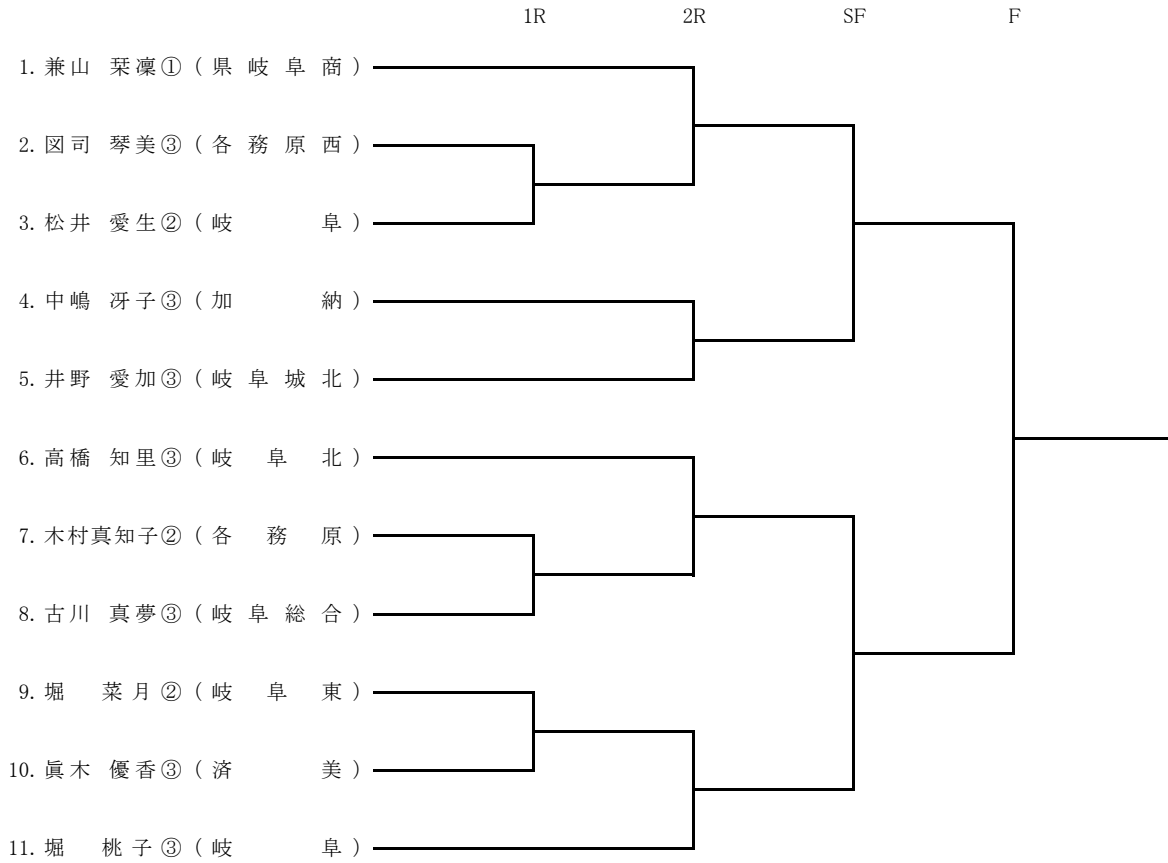 1R 2R SF F
1. 兼山 栞凜① ( 県 岐 阜 商 )
2. 図司 琴美③ ( 各 務 原 西 )
3. 松井 愛生② ( 岐 阜 )
4. 中嶋 冴子③ ( 加 納 )
5. 井野 愛加③ ( 岐 阜 城 北 )
6. 高橋 知里③ ( 岐 阜 北 )
7. 木村真知子② ( 各 務 原 )
8. 古川 真夢③ ( 岐 阜 総 合 )
9. 堀 菜月② ( 岐 阜 東 )
10. 眞木 優香③ ( 済 美 )
11. 堀 桃子③ ( 岐 阜 )